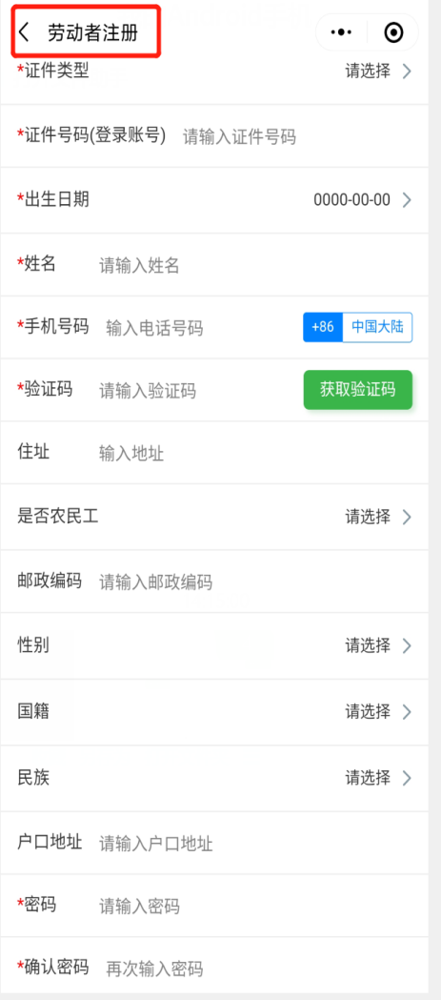 劳动者注册
*证件类型 请选择
*证件号码(登录账号) 请输入证件号码
*出生日期 0000-00-00
*姓名 请输入姓名
*手机号码 输入电话号码 +86 中国大陆
*验证码 请输入验证码 获取验证码
住址 输入地址
是否农民工 请选择
邮政编码 请输入邮政编码
性别 请选择
国籍 请选择
民族 请选择
户口地址 请输入户口地址
*密码 请输入密码
*确认密码 再次输入密码